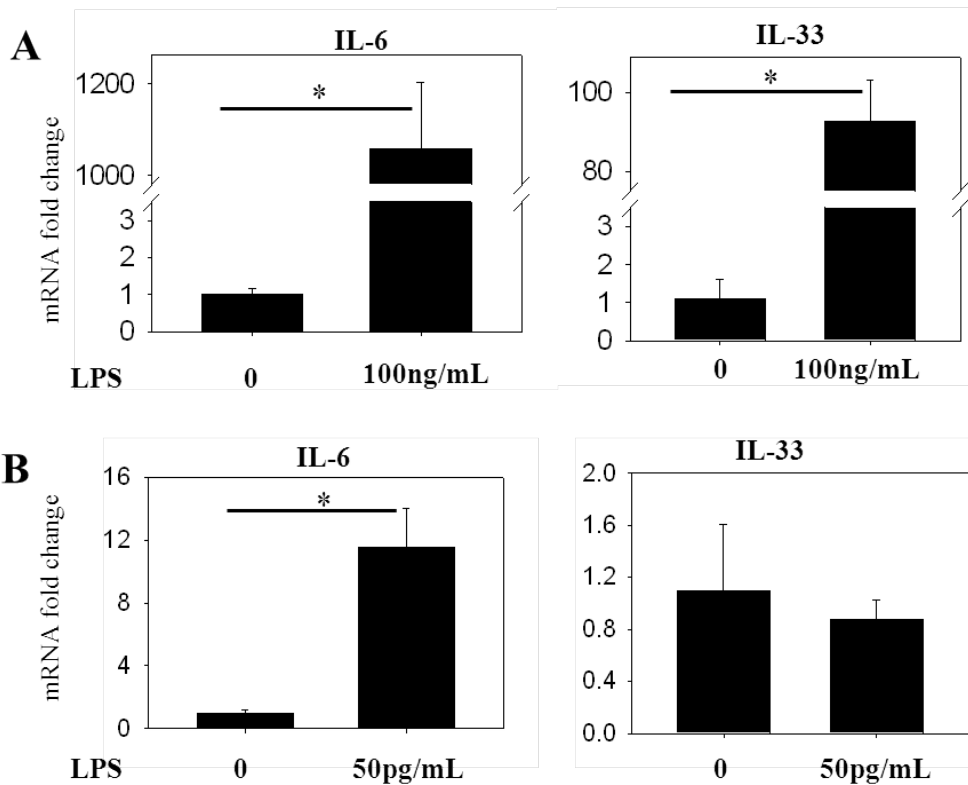 A
IL-6
IL-33
mRNA fold change
1200
1000
3
2
1
0
*
100
80
3
2
1
0
*
LPS 0 100ng/mL
0 100ng/mL
B
IL-6
IL-33
mRNA fold change
16
12
8
4
0
*
2.0
1.6
1.2
0.8
0.4
0.0
LPS 0 50pg/mL
0 50pg/mL